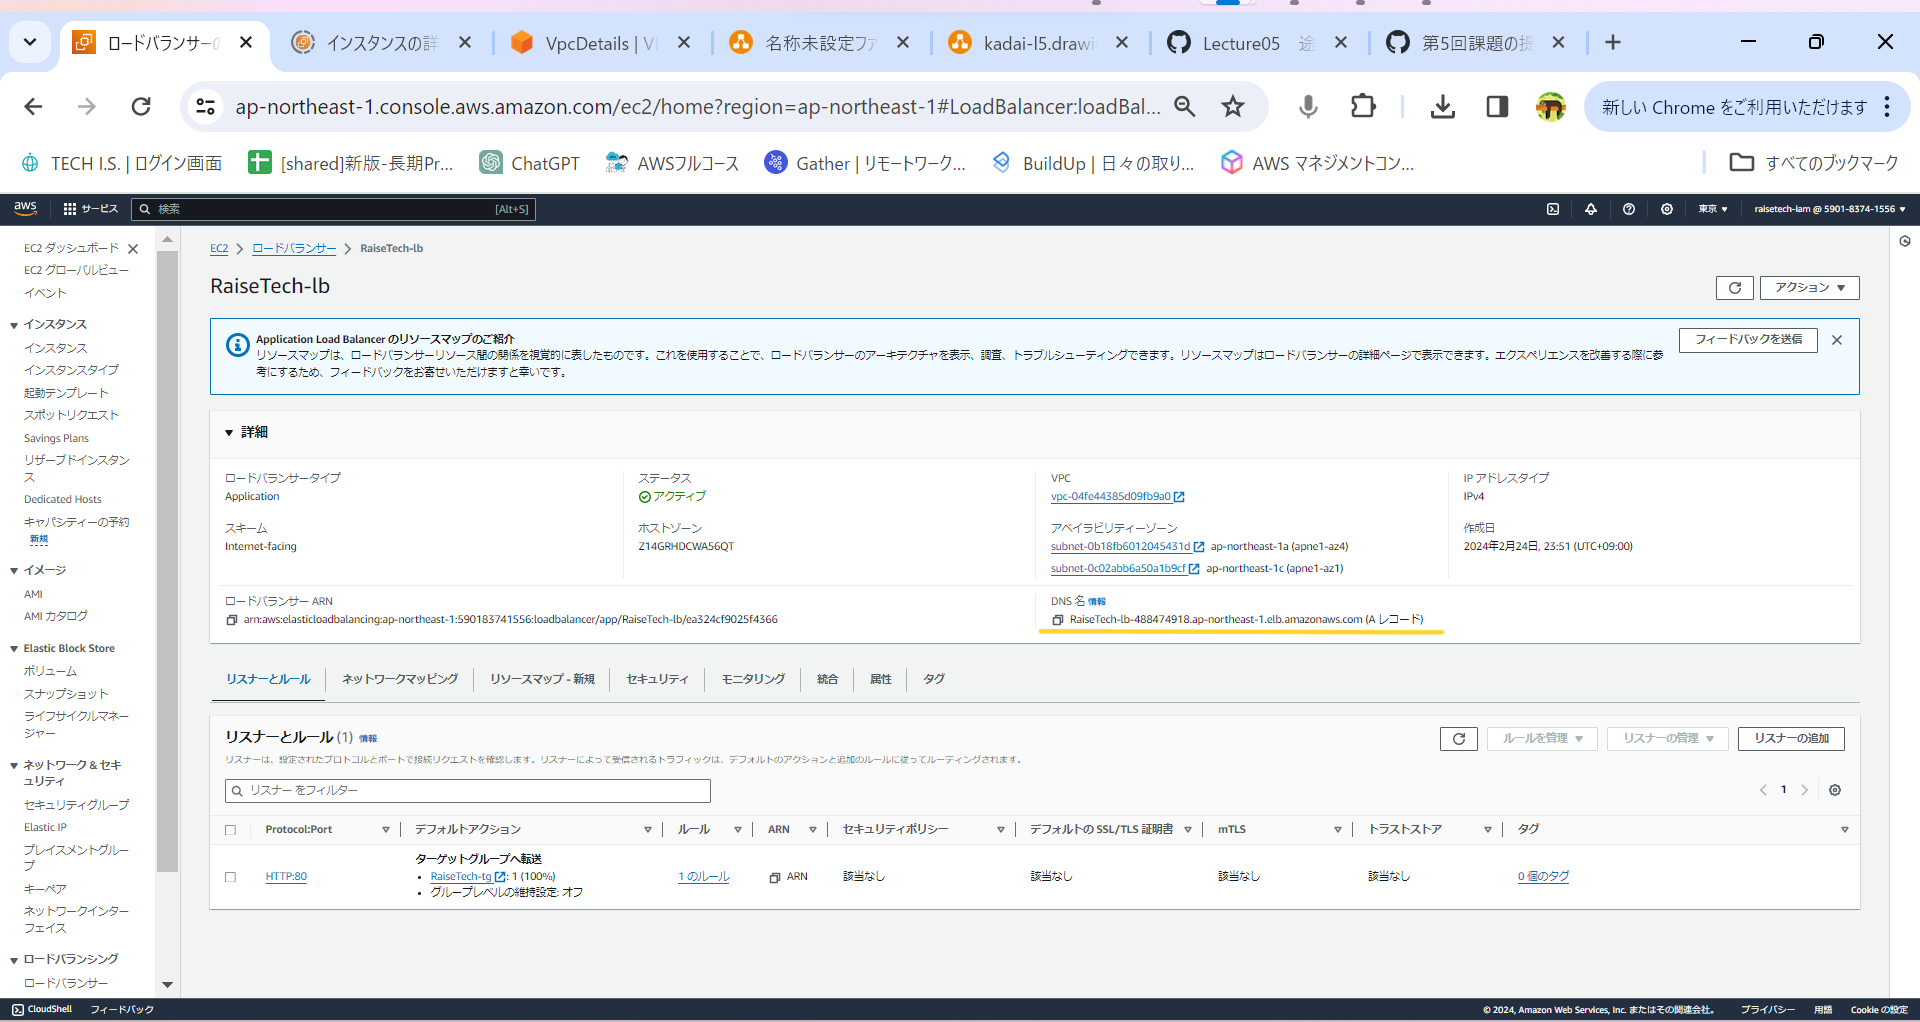 ロードバランサーの
インスタンスの詳
VpcDetails | VP
名称未設定ファ
kadai-l5.drawi
Lecture05 途
第5回課題の提
ap-northeast-1.console.aws.amazon.com/ec2/home?region=ap-northeast-1#LoadBalancer:loadBal...
新しい Chrome をご利用いただけます
TECH I.S. | ログイン画面
[shared]新版-長期Pr...
ChatGPT
AWSフルコース
Gather | リモートワーク...
BuildUp | 日々の取り...
AWS マネジメントコン...
すべてのブックマーク
aws
サービス
検索
[Alt+S]
東京 ▼
raisetech-iam @ 5901-8374-1556 ▼
EC2 ダッシュボード
EC2 グローバルビュー
イベント
インスタンス
インスタンス
インスタンスタイプ
起動テンプレート
スポットリクエスト
Savings Plans
リザーブドインスタン
ス
Dedicated Hosts
キャパシティーの予約
新規
イメージ
AMI
AMI カタログ
Elastic Block Store
ボリューム
スナップショット
ライフサイクルマネー
ジャー
ネットワーク & セキ
ュリティ
セキュリティグループ
Elastic IP
プレイスメントグルー
プ
キーペア
ネットワークインター
フェイス
ロードバランシング
ロードバランサー
EC2 > ロードバランサー > RaiseTech-lb
RaiseTech-lb
アクション ▼
Application Load Balancer のリソースマップのご紹介
リソースマップは、ロードバランサーリソース間の関係を視覚的に表したものです。これを使用することで、ロードバランサーのアーキテクチャを表示、調査、トラブルシューティングできます。リソースマップはロードバランサーの詳細ページで表示できます。エクスペリエンスを改善する際に参
考にするため、フィードバックをお寄せいただけますと幸いです。
フィードバックを送信
▼ 詳細
ロードバランサータイプ
Application
ステータス
アクティブ
VPC
vpc-04fe44385d09fb9a0
IP アドレスタイプ
IPv4
スキーム
Internet-facing
ホストゾーン
Z14GRHDCWA56QT
アベイラビリティーゾーン
subnet-0b18fb6012045431d ap-northeast-1a (apne1-az4)
subnet-0c02abb6a50a1b9cf ap-northeast-1c (apne1-az1)
作成日
2024年2月24日, 23:51 (UTC+09:00)
ロードバランサー ARN
arn:aws:elasticloadbalancing:ap-northeast-1:590183741556:loadbalancer/app/RaiseTech-lb/ea324cf9025f4366
DNS 名 情報
RaiseTech-lb-488474918.ap-northeast-1.elb.amazonaws.com (A レコード)
リスナーとルール
ネットワークマッピング
リソースマップ - 新規
セキュリティ
モニタリング
統合
属性
タグ
リスナーとルール (1) 情報
リスナーは、設定されたプロトコルとポートで接続リクエストを確認します。リスナーによって受信されるトラフィックは、デフォルトのアクションと追加のルールに従ってルーティングされます。
ルールを管理 ▼
リスナーの管理 ▼
リスナーの追加
リスナー をフィルター
1
Protocol:Port
デフォルトアクション
ルール
ARN
セキュリティポリシー
デフォルトの SSL/TLS 証明書
mTLS
トラストストア
タグ
HTTP:80
ターゲットグループへ転送
• RaiseTech-tg : 1 (100%)
• グループレベルの維持設定: オフ
1 のルール
ARN
該当なし
該当なし
該当なし
該当なし
0 個のタグ
CloudShell
フィードバック
© 2024, Amazon Web Services, Inc. またはその関連会社。
プライバシー
用語
Cookie の設定